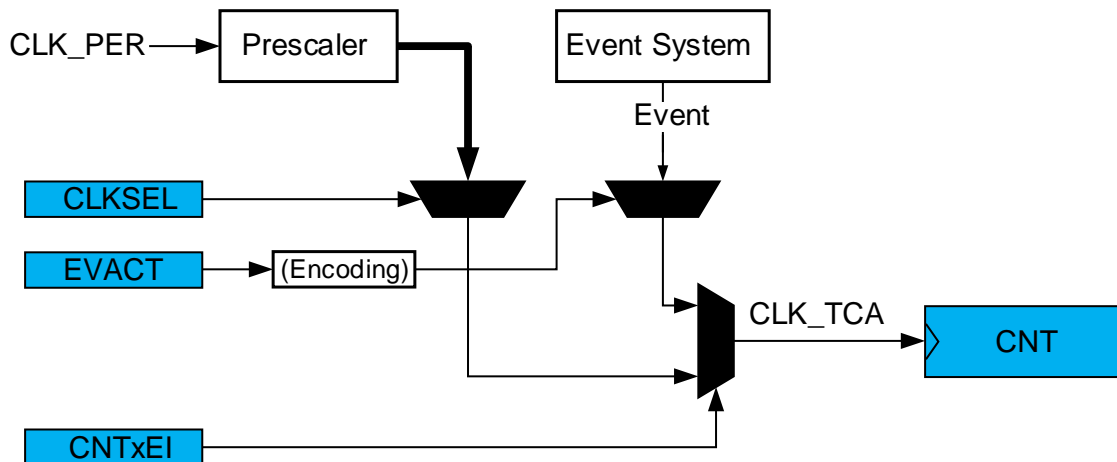 CLK_PER
Prescaler
Event System
Event
CLKSEL
EVACT
(Encoding)
CLK_TCA
CNT
CNTxEI